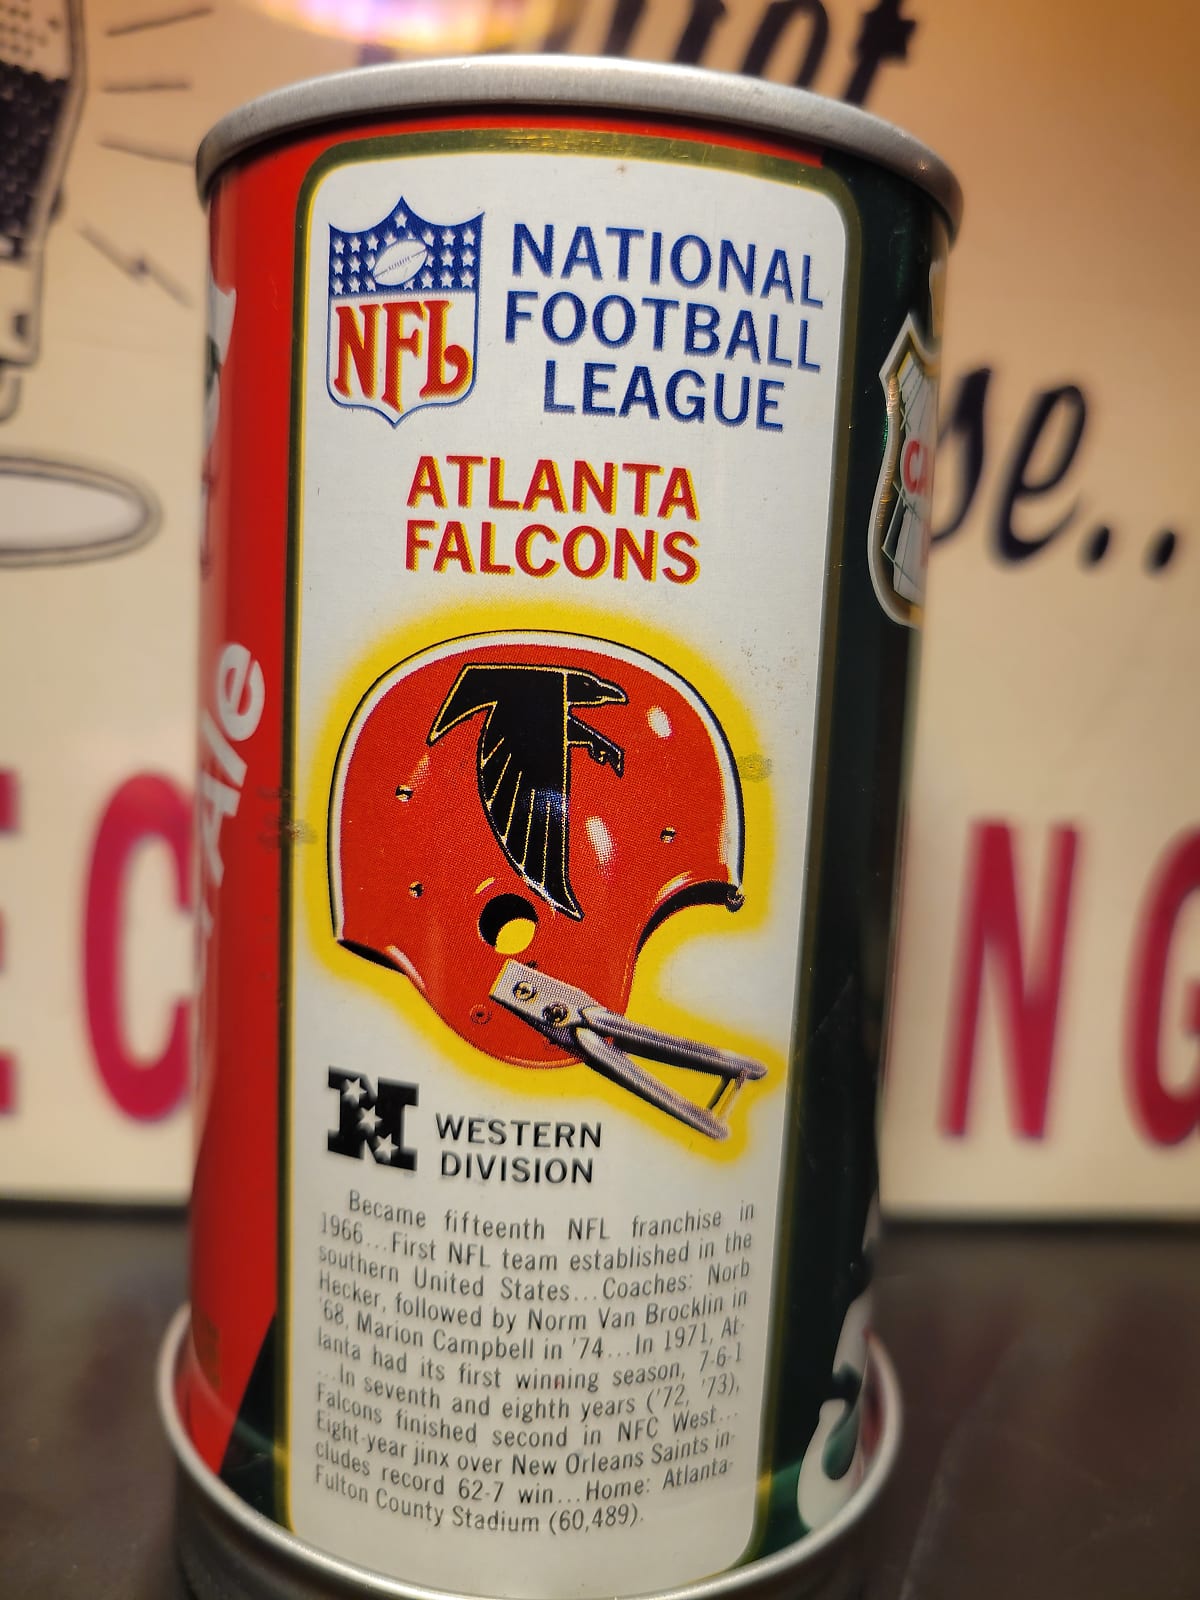 NFL
NATIONAL
FOOTBALL
LEAGUE
ATLANTA
FALCONS
WESTERN
DIVISION
Became fifteenth NFL franchise in
1966...First NFL team established in the
southern United States...Coaches: Norb
Hecker, followed by Norm Van Brocklin in
'68, Marion Campbell in '74...In 1971, At-
lanta had its first winning season, 7-6-1
...In seventh and eighth years ('72, '73),
Falcons finished second in NFC West...
Eight-year jinx over New Orleans Saints in-
cludes record 62-7 win...Home: Atlanta-
Fulton County Stadium (60,489).
Ale
se..